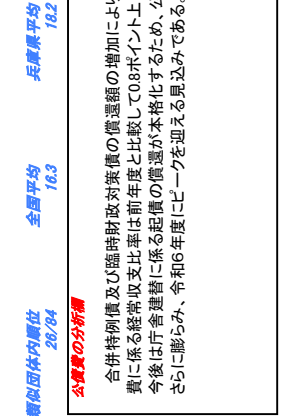 類似団体内順位 全国平均 兵庫県平均
26/84 16.3 18.2
公債費の分析欄
合併特例債及び臨時財政対策債の償還額の増加により
費に係る経常収支比率は前年度と比較して0.8ポイント上
今後は庁舎建替に係る起債の償還が本格化するため、公
さらに膨らみ、令和6年度にピークを迎える見込みである。